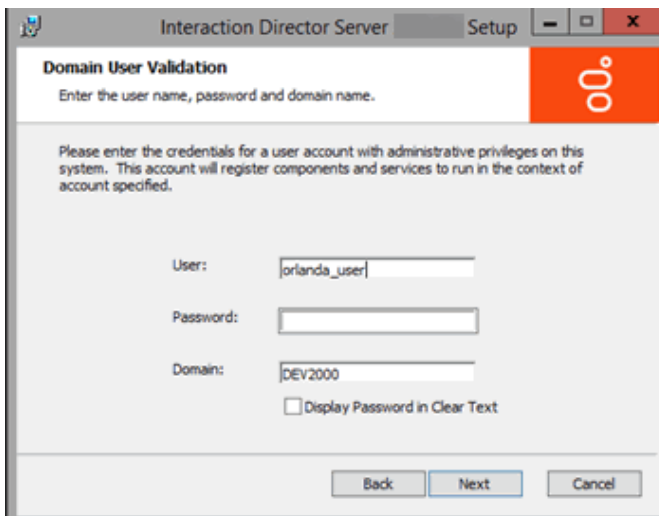 Interaction Director Server Setup
Domain User Validation
Enter the user name, password and domain name.
Please enter the credentials for a user account with administrative privileges on this
system. This account will register components and services to run in the context of
account specified.
User: orlanda_user
Password:
Domain: DEV2000
Display Password in Clear Text
Back Next Cancel